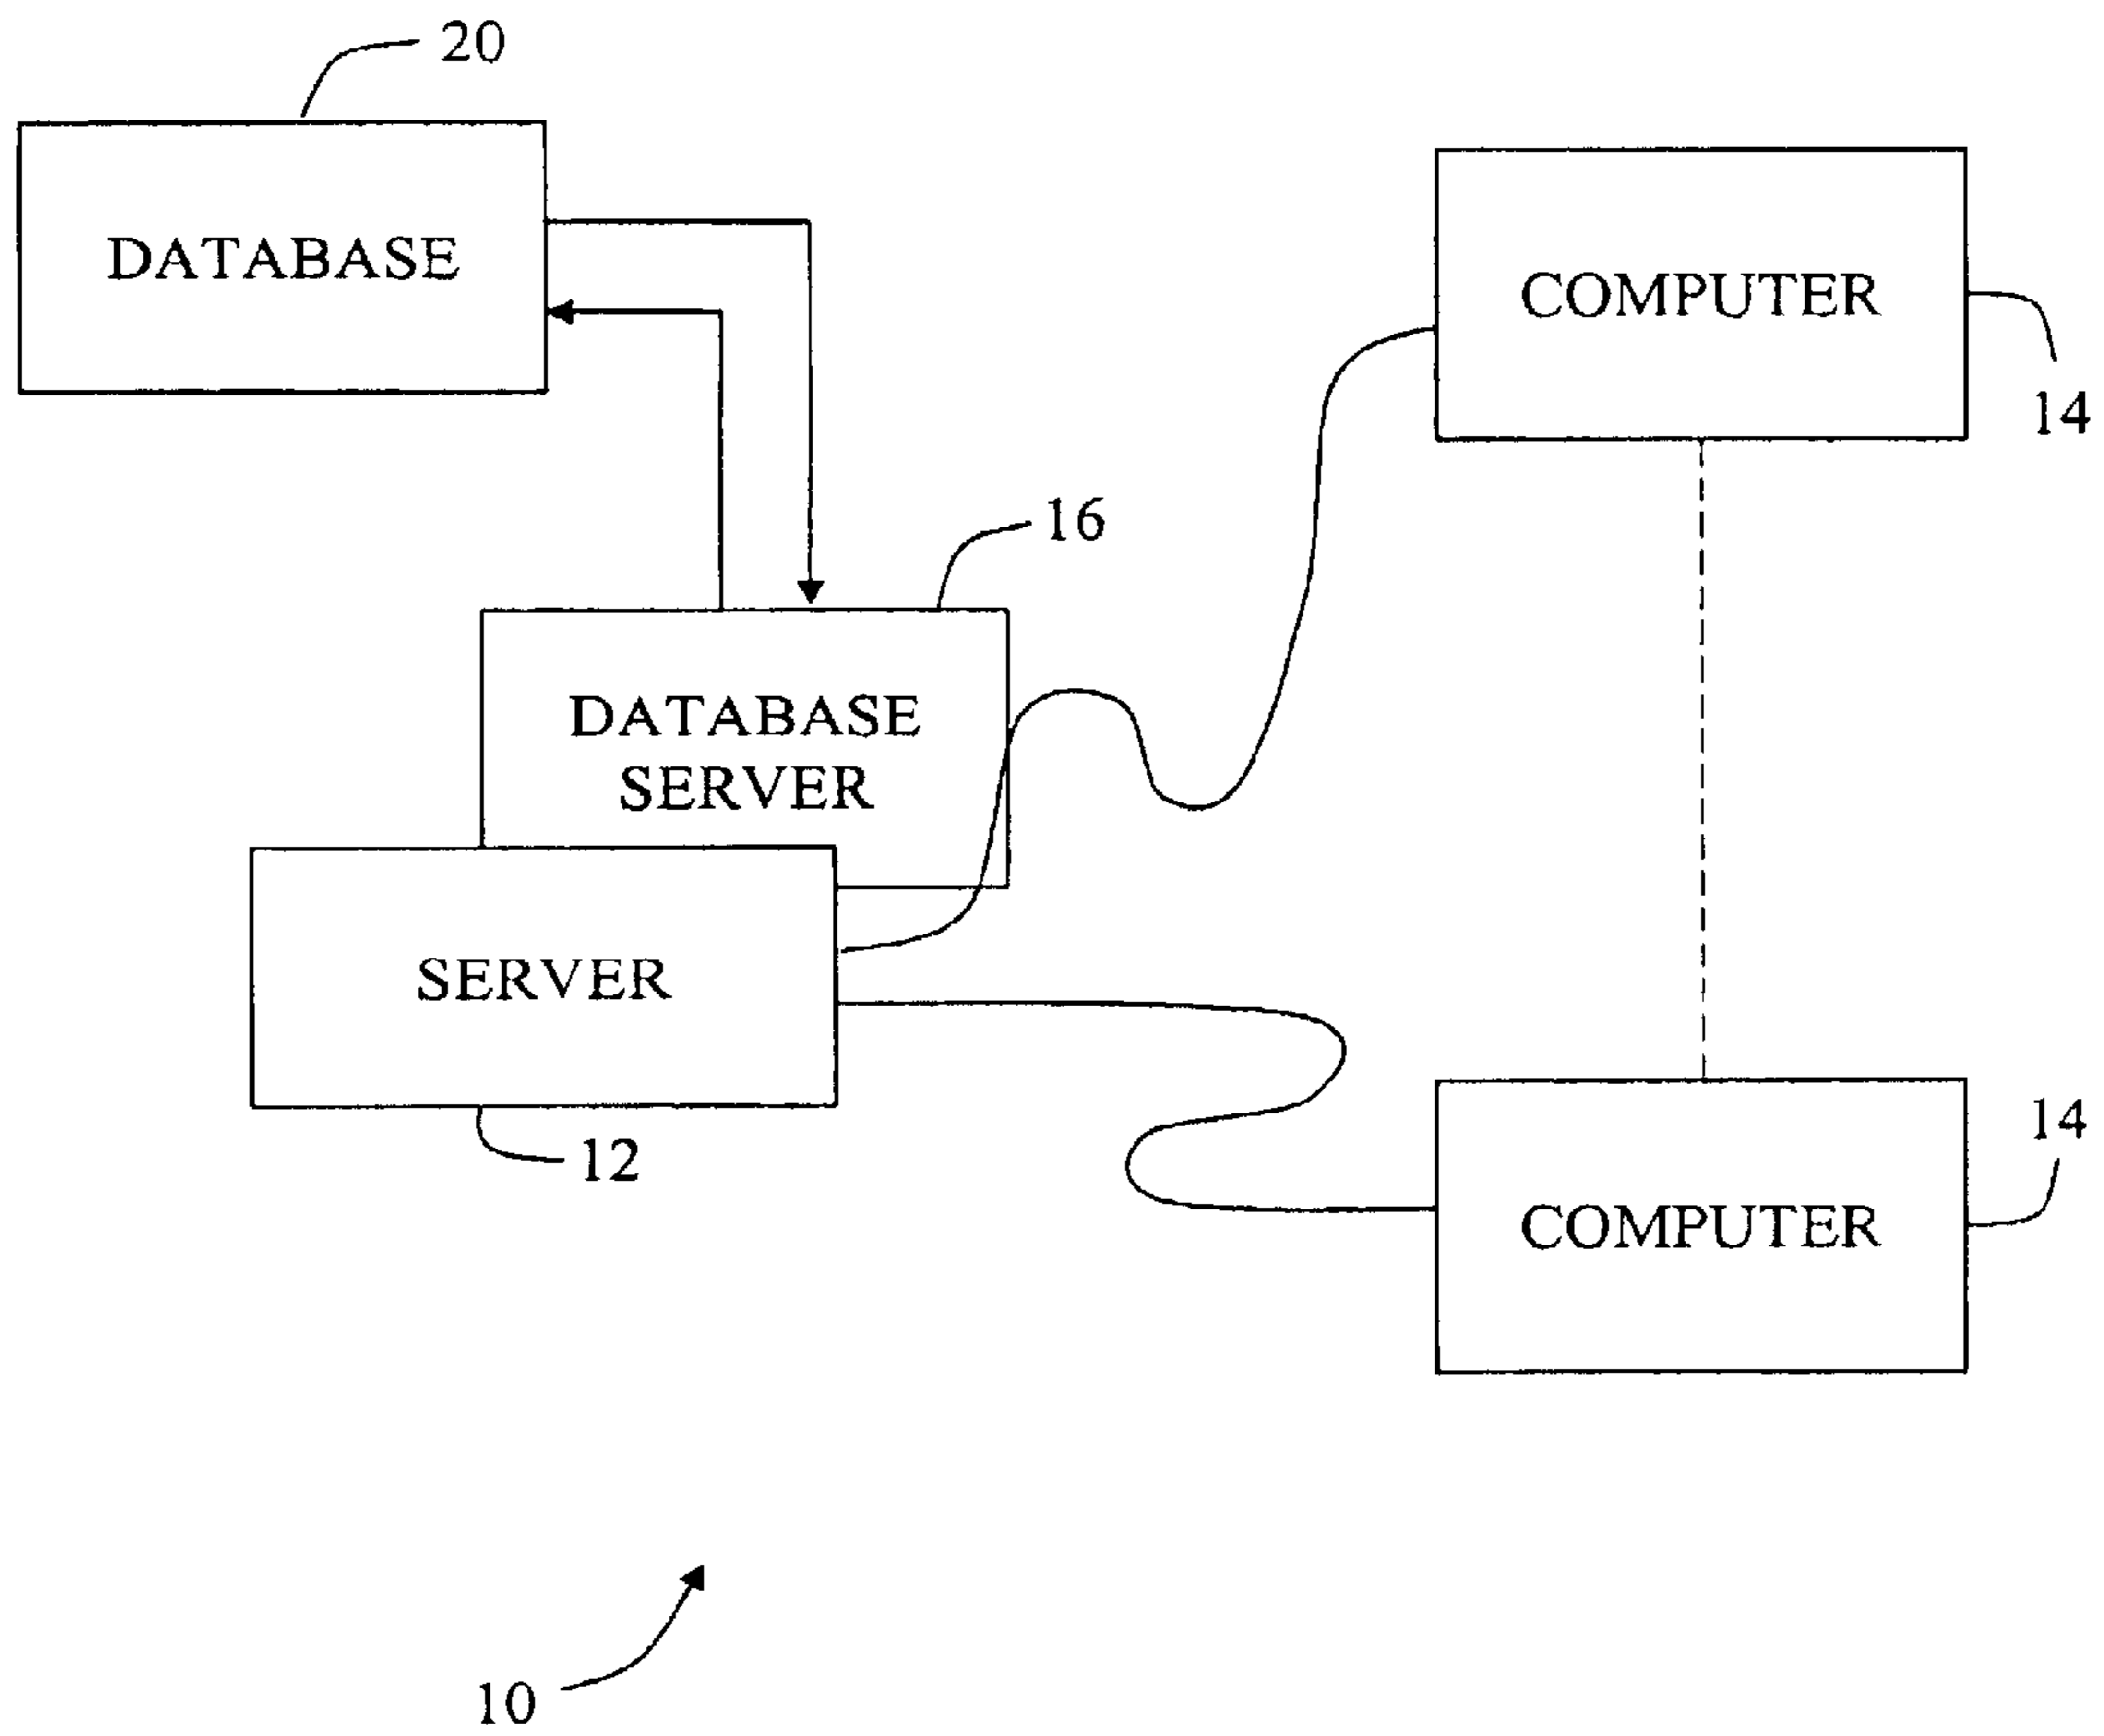 20
DATABASE
COMPUTER
14
16
DATABASE
SERVER
SERVER
12
14
COMPUTER
10